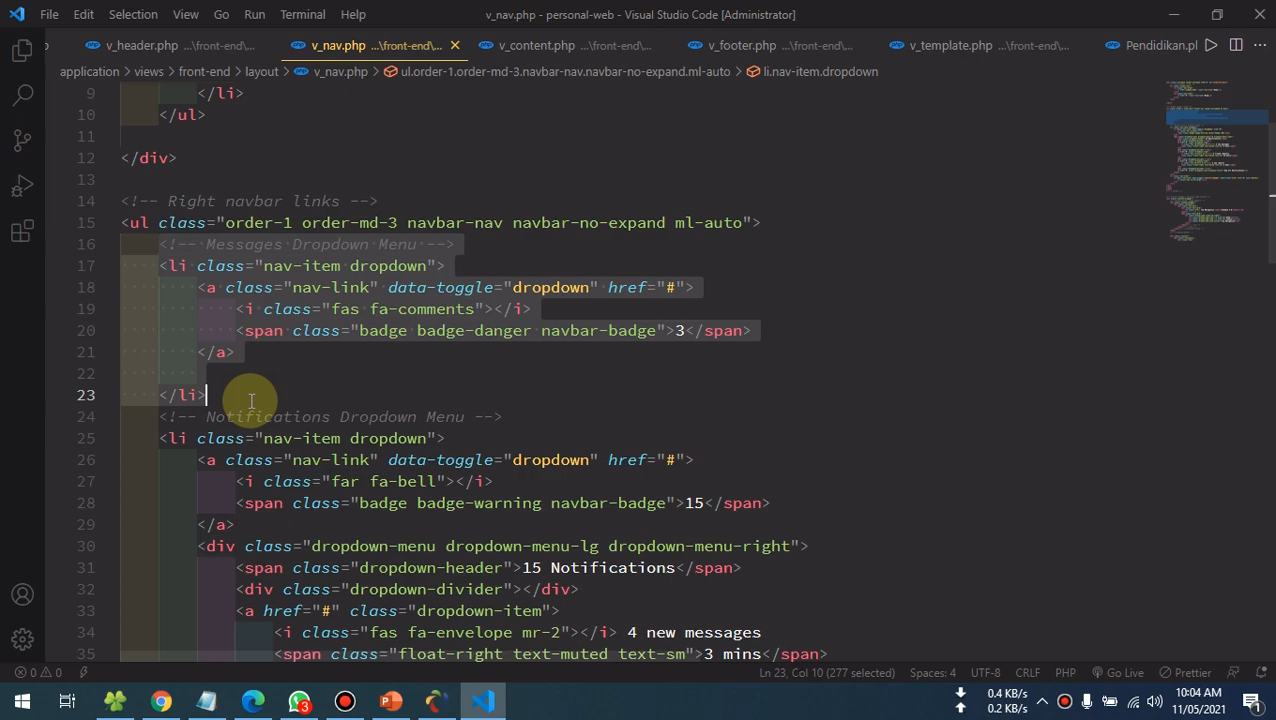 File Edit Selection View Go Run Terminal Help v_nav.php - personal-web - Visual Studio Code [Administrator]
v_header.php ...\front-end\... v_nav.php ...\front-end\... v_content.php ...\front-end\... v_footer.php ...\front-end\... v_template.php ...\front-end\... Pendidikan.pl
application > views > front-end > layout > v_nav.php > ul.order-1.order-md-3.navbar-nav.navbar-no-expand.ml-auto > li.nav-item.dropdown
9 </li>
10 </ul>
11
12 </div>
13
14 <!-- Right navbar links -->
15 <ul class="order-1 order-md-3 navbar-nav navbar-no-expand ml-auto">
16 <!-- Messages Dropdown Menu -->
17 <li class="nav-item dropdown">
18 <a class="nav-link" data-toggle="dropdown" href="#">
19 <i class="fas fa-comments"></i>
20 <span class="badge badge-danger navbar-badge">3</span>
21 </a>
22
23 </li>
24 <!-- Notifications Dropdown Menu -->
25 <li class="nav-item dropdown">
26 <a class="nav-link" data-toggle="dropdown" href="#">
27 <i class="far fa-bell"></i>
28 <span class="badge badge-warning navbar-badge">15</span>
29 </a>
30 <div class="dropdown-menu dropdown-menu-lg dropdown-menu-right">
31 <span class="dropdown-header">15 Notifications</span>
32 <div class="dropdown-divider"></div>
33 <a href="#" class="dropdown-item">
34 <i class="fas fa-envelope mr-2"></i> 4 new messages
35 <span class="float-right text-muted text-sm">3 mins</span>
0 0 Ln 23, Col 10 (277 selected) Spaces: 4 UTF-8 CRLF PHP Go Live Prettier
3 0.4 KB/s 10:04 AM
0.2 KB/s 11/05/2021 1